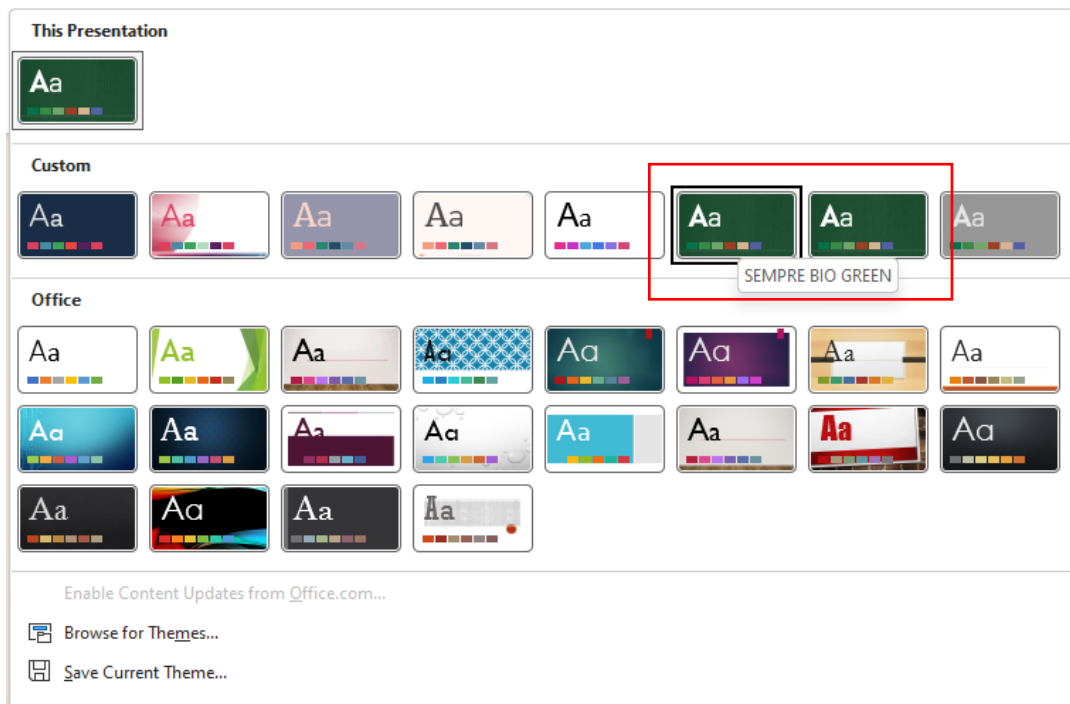 This Presentation
Aa
Custom
Aa Aa Aa Aa Aa Aa Aa Aa
SEMPRE BIO GREEN
Office
Aa Aa Aa Aa Aa Aa Aa Aa
Aa Aa Aa Aa Aa Aa Aa Aa
Aa Aa Aa Aa
Enable Content Updates from Office.com...
Browse for Themes...
Save Current Theme...